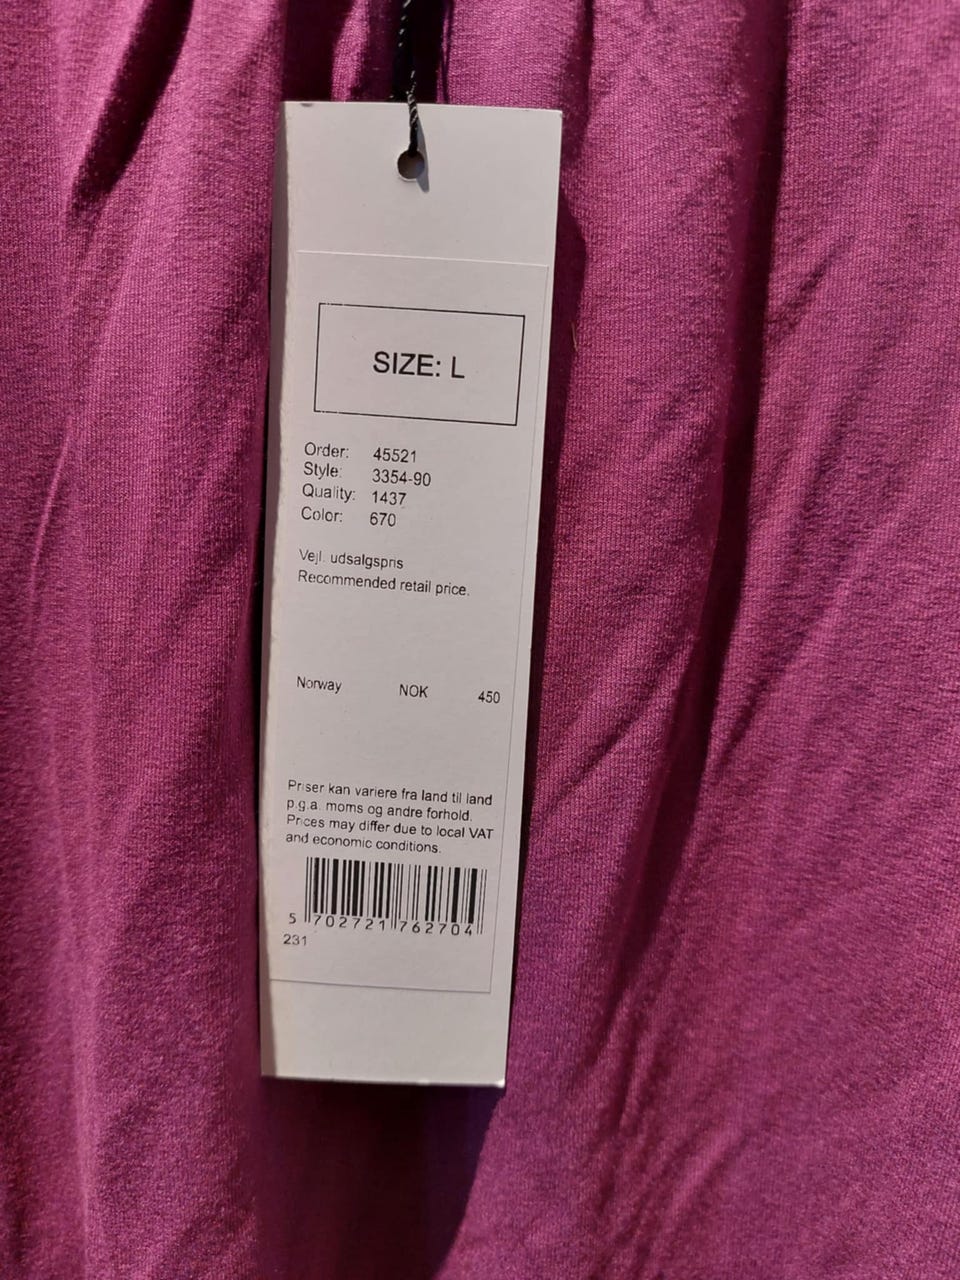 SIZE: L
Order: 45521
Style: 3354-90
Quality: 1437
Color: 670
Vejl. udsalgspris
Recommended retail price.
Norway NOK 450
Priser kan variere fra land til land
p.g.a. moms og andre forhold.
Prices may differ due to local VAT
and economic conditions.
5 702721 762704
231